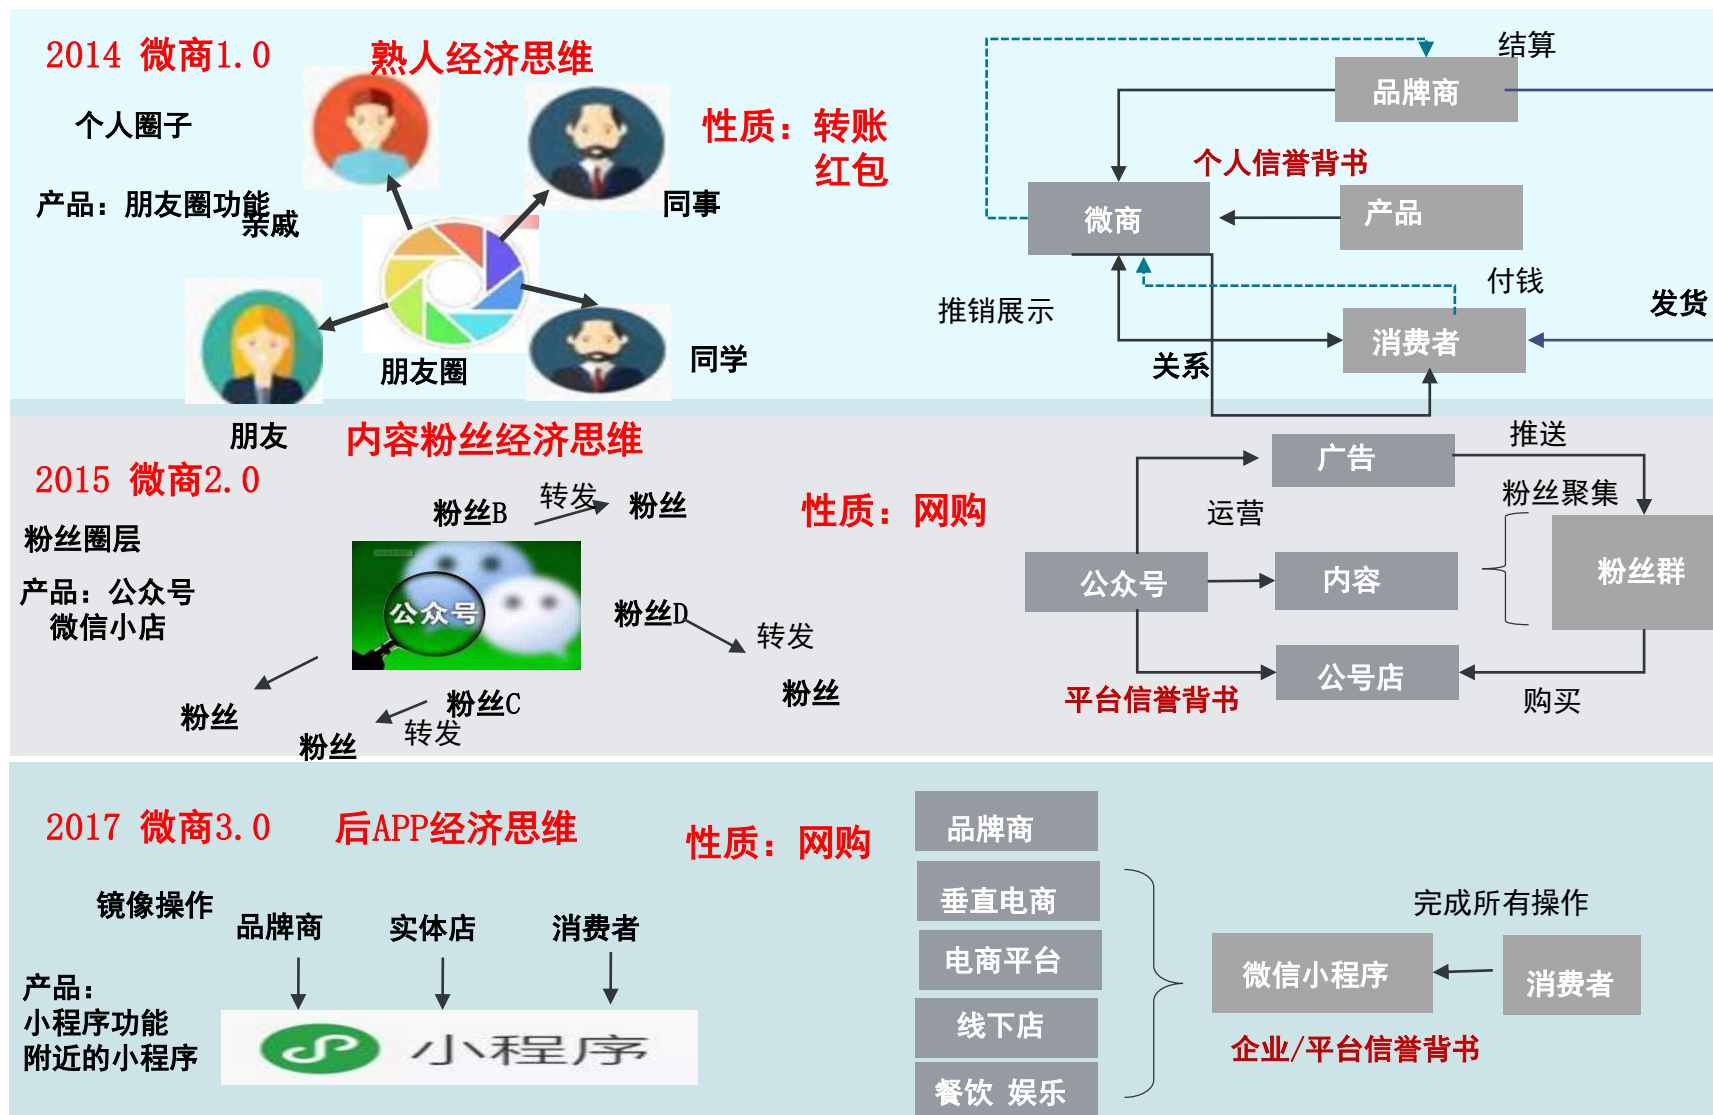 2014 微商1.0
熟人经济思维
个人圈子
产品：朋友圈功能
亲戚
同事
朋友圈
同学
朋友
性质：转账
红包
结算
品牌商
个人信誉背书
微商
产品
付钱
推销展示
消费者
发货
关系
内容粉丝经济思维
2015 微商2.0
粉丝圈层
产品：公众号
微信小店
粉丝B
转发
粉丝
公众号
粉丝D
转发
粉丝
粉丝
粉丝C
转发
粉丝
性质：网购
广告
推送
运营
粉丝聚集
公众号
内容
粉丝群
公号店
平台信誉背书
购买
2017 微商3.0
后APP经济思维
性质：网购
镜像操作
品牌商
实体店
消费者
产品：
小程序功能
附近的小程序
小程序
品牌商
垂直电商
电商平台
线下店
餐饮 娱乐
完成所有操作
微信小程序
消费者
企业/平台信誉背书